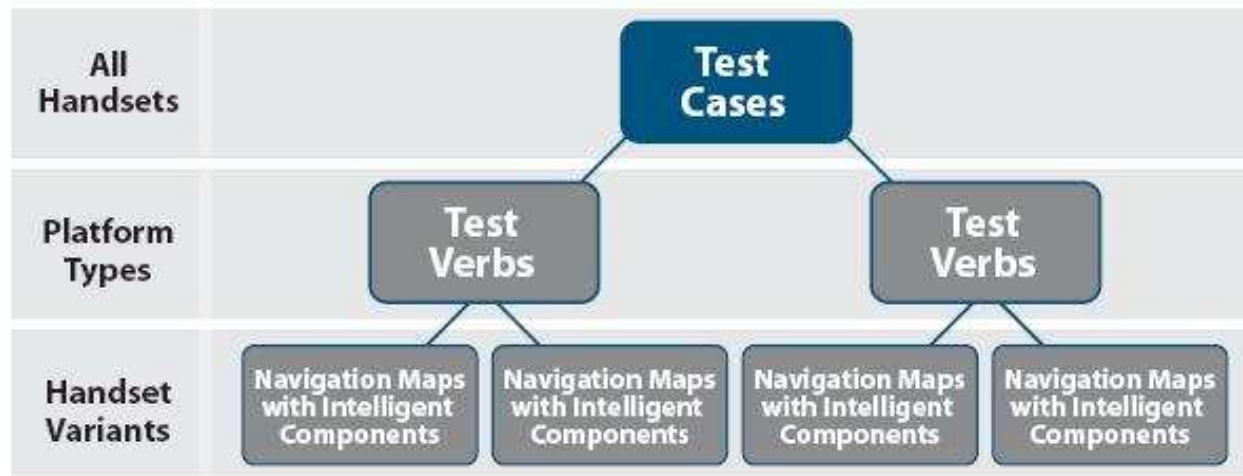 All
Handsets
Test
Cases
Platform
Types
Test
Verbs
Test
Verbs
Handset
Variants
Navigation Maps
with Intelligent
Components
Navigation Maps
with Intelligent
Components
Navigation Maps
with Intelligent
Components
Navigation Maps
with Intelligent
Components